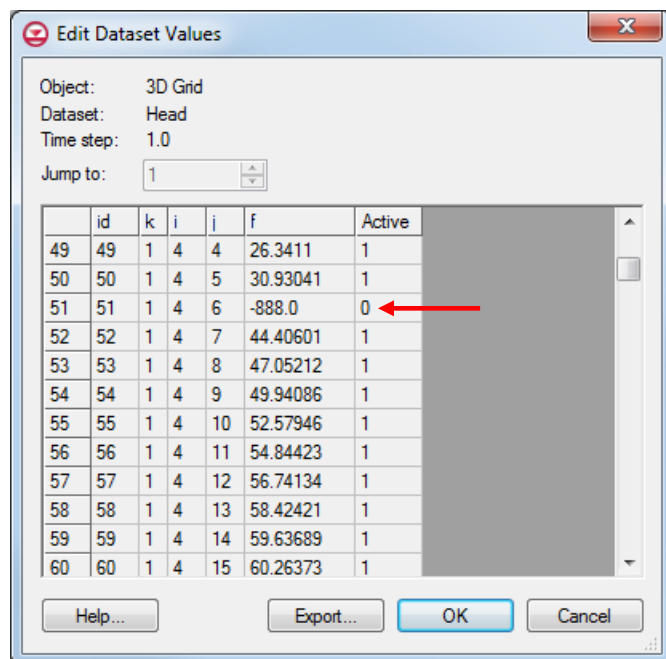 Edit Dataset Values
Object: 3D Grid
Dataset: Head
Time step: 1.0
Jump to: 1
id k i j f Active
49 49 1 4 4 26.3411 1
50 50 1 4 5 30.93041 1
51 51 1 4 6 -888.0 0
52 52 1 4 7 44.40601 1
53 53 1 4 8 47.05212 1
54 54 1 4 9 49.94086 1
55 55 1 4 10 52.57946 1
56 56 1 4 11 54.84423 1
57 57 1 4 12 56.74134 1
58 58 1 4 13 58.42421 1
59 59 1 4 14 59.63689 1
60 60 1 4 15 60.26373 1
Help... Export... OK Cancel